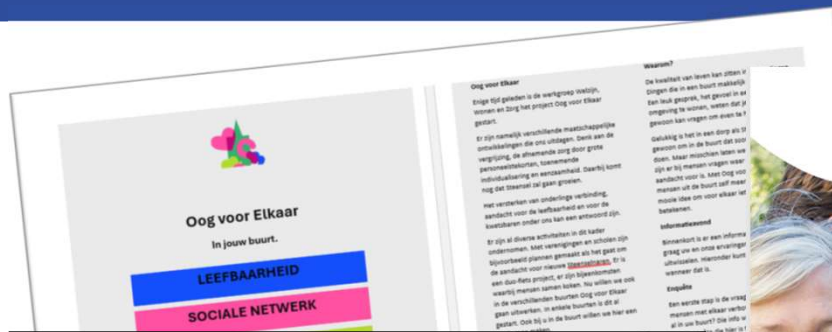 Oog voor Elkaar
In jouw buurt.
LEEFBAARHEID
SOCIALE NETWERK
Oog voor Elkaar
Enige tijd geleden is de werkgroep Welzijn,
Wonen en Zorg het project Oog voor Elkaar
gestart.
Er zijn namelijk verschillende maatschappelijke
ontwikkelingen die ons uitdagen. Denk aan de
vergrijzing, de afnemende zorg door grote
personeelstekorten, toenemende
individualisering en eenzaamheid. Daarbij komt
nog dat Steensel zal gaan groeien.
Het versterken van onderlinge verbinding,
aandacht voor de leefbaarheid en voor de
kwetsbaren onder ons kan een antwoord zijn.
Er zijn al diverse activiteiten in dit kader
ondernomen. Met verenigingen en scholen zijn
bijvoorbeeld plannen gemaakt als het gaat om
de aandacht voor nieuwe Steenselnaren. Er is
een duo-fiets project, er zijn bijeenkomsten
waarbij mensen samen koken. Nu willen we ook
in de verschillenden buurten Oog voor Elkaar
gaan uitwerken. In enkele buurten is dit al
gestart. Ook bij u in de buurt willen we hier een
maken
Waarom?
De kwaliteit van leven kan zitten in
Dingen die in een buurt makkelijk
Een leuk gesprek, het gevoel in ee
omgeving te wonen, weten dat je
gewoon kan vragen om even te h
Gelukkig is het in een dorp als St
gewoon om in de buurt dat soor
doen. Maar misschien laten we
zijn er bij mensen vragen waar
aandacht voor is. Met Oog voo
mensen uit de buurt zelf meer
mooie idee om voor elkaar iet
betekenen.
Informatieavond
Binnenkort is er een informa
graag uw en onze ervaringen
uitwisselen. Hieronder kunt
wanneer dat is.
Enquête
Een eerste stap is de vraag
mensen met elkaar verbo
al in uw buurt? Die info w
die hier is